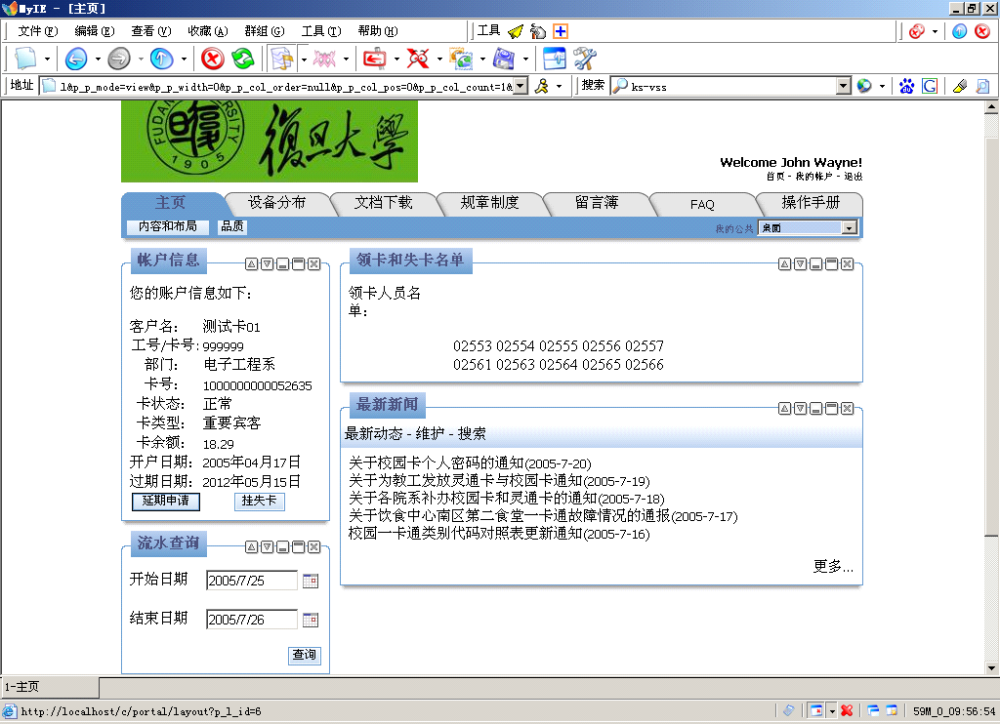 MyIE - [主页]
文件(F) 编辑(E) 查看(V) 收藏(A) 群组(G) 工具(T) 帮助(H) 工具
地址 l&p_p_mode=view&p_p_width=0&p_p_col_order=null&p_p_col_pos=0&p_p_col_count=1& 搜索 ks-vss
FUDAN UNIVERSITY 1905
復旦大學
Welcome John Wayne!
首页 - 我的帐户 - 退出
主页 设备分布 文档下载 规章制度 留言簿 FAQ 操作手册
内容和布局 品质 我的公共 桌面
帐户信息
您的账户信息如下:
客户名: 测试卡01
工号/卡号: 999999
部门: 电子工程系
卡号: 1000000000052635
卡状态: 正常
卡类型: 重要宾客
卡余额: 18.29
开户日期: 2005年04月17日
过期日期: 2012年05月15日
延期申请 挂失卡
流水查询
开始日期 2005/7/25
结束日期 2005/7/26
查询
领卡和失卡名单
领卡人员名
单:
02553 02554 02555 02556 02557
02561 02563 02564 02565 02566
最新新闻
最新动态 - 维护 - 搜索
关于校园卡个人密码的通知(2005-7-20)
关于为教工发放灵通卡与校园卡通知(2005-7-19)
关于各院系补办校园卡和灵通卡的通知(2005-7-18)
关于饮食中心南区第二食堂一卡通故障情况的通报(2005-7-17)
校园一卡通类别代码对照表更新通知(2005-7-16)
更多...
1-主页
http://localhost/c/portal/layout?p_l_id=6 59M_0_09:56:54